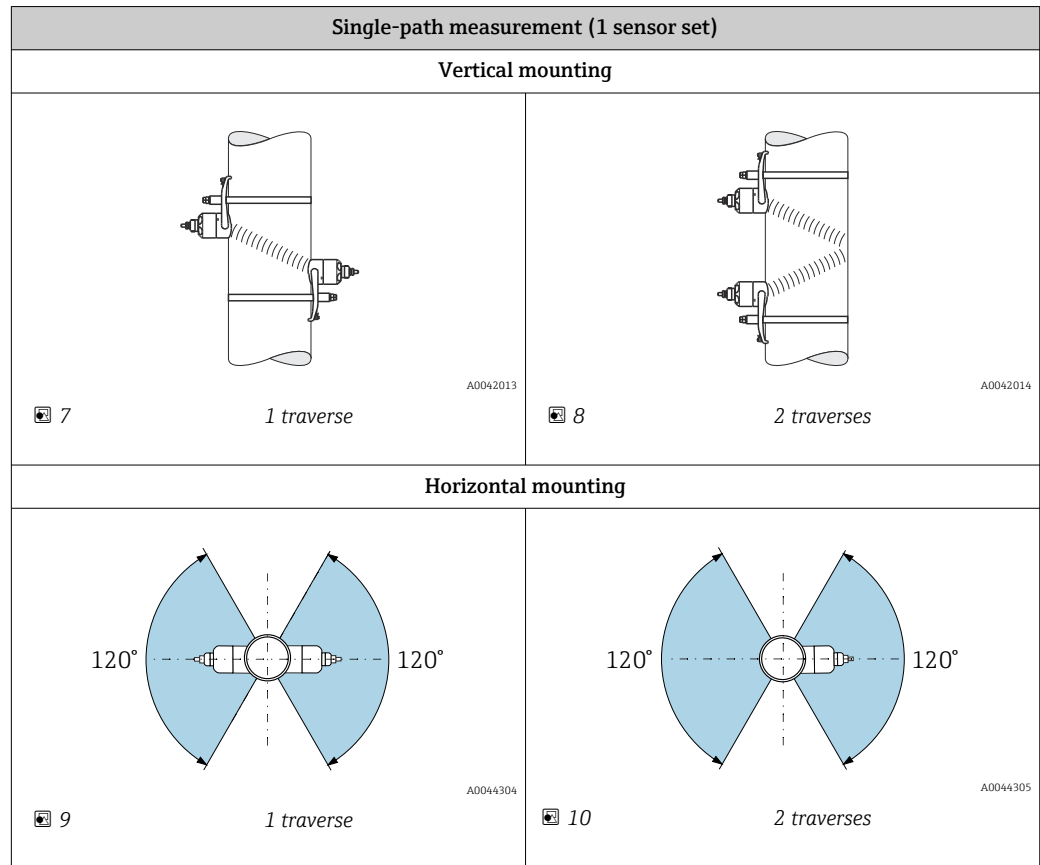 Single-path measurement (1 sensor set)
Vertical mounting
A0042013
7 1 traverse
A0042014
8 2 traverses
Horizontal mounting
120° 120°
A0044304
9 1 traverse
120° 120°
A0044305
10 2 traverses